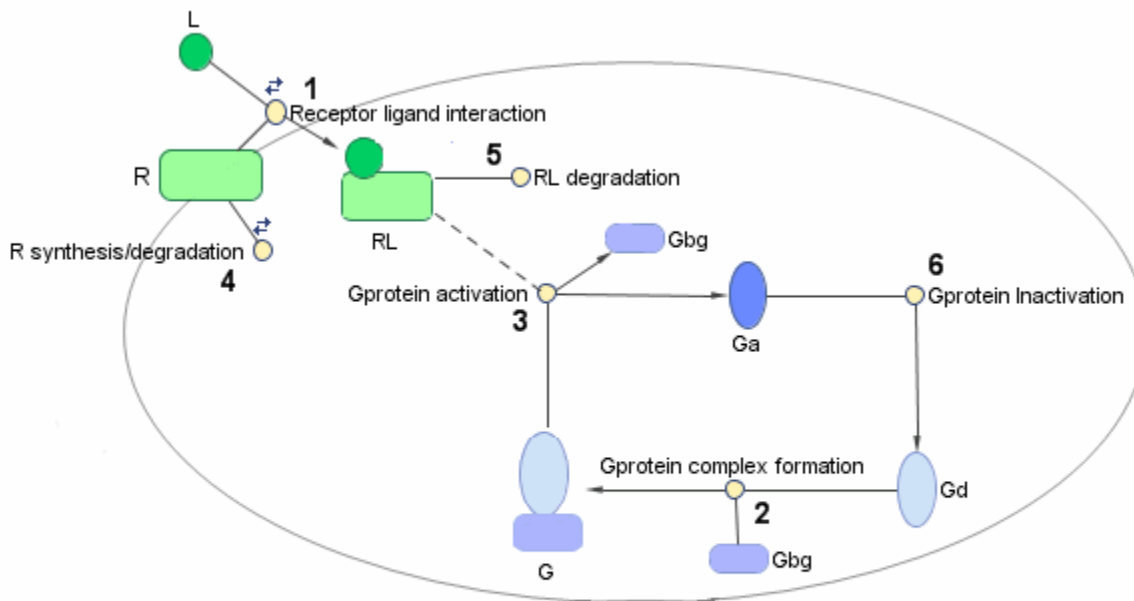 L
1
Receptor ligand interaction
R
5
RL degradation
R synthesis/degradation
4
RL
Gbg
Gprotein activation
3
6
Gprotein Inactivation
Ga
Gprotein complex formation
Gd
2
Gbg
G